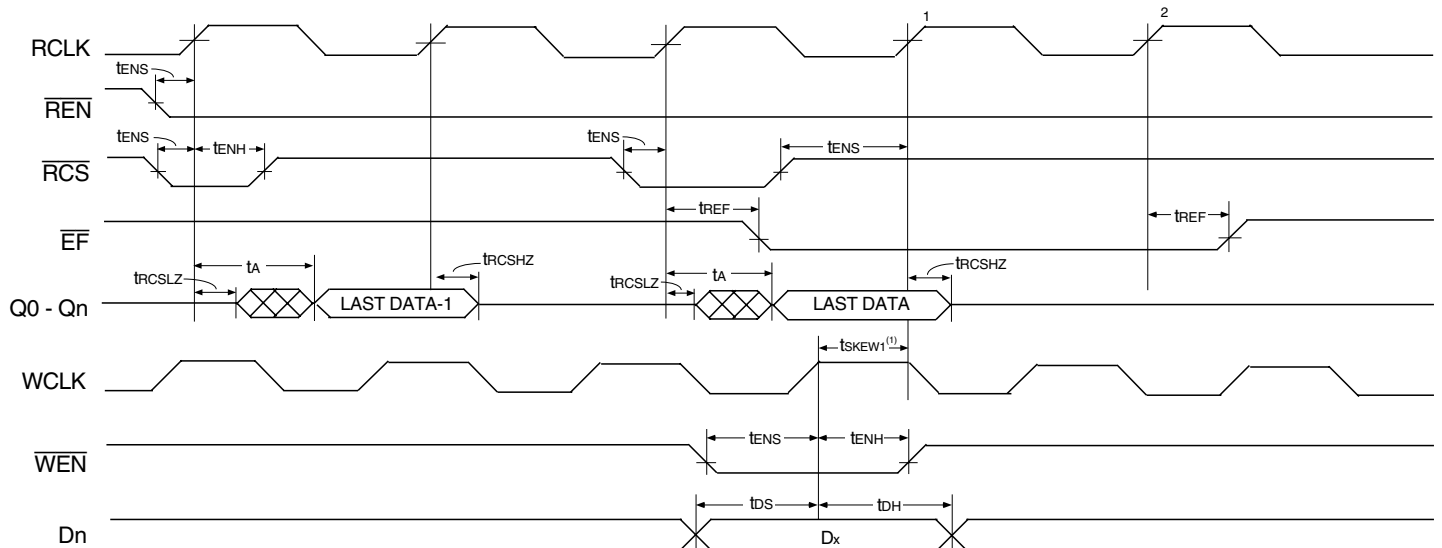 1 2
RCLK
tENS
REN
tENS tENH tENS tENS
RCS
tREF tREF
EF
tRCSLZ tA tRCSHZ tRCSLZ tA tRCSHZ
Q0 - Qn LAST DATA-1 LAST DATA
tSKEW1(1)
WCLK
tENS tENH
WEN
tDS tDH
Dn Dx